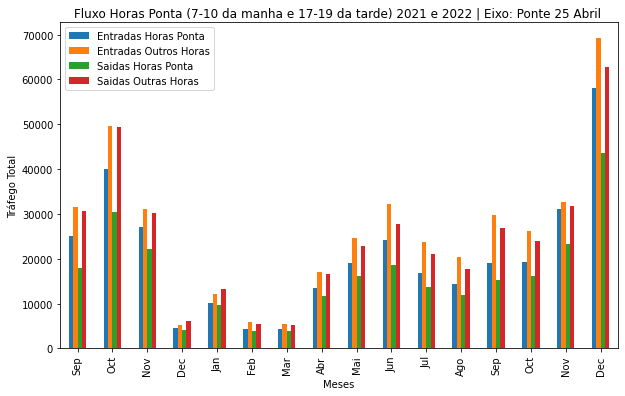 Fluxo Horas Ponta (7-10 da manha e 17-19 da tarde) 2021 e 2022 | Eixo: Ponte 25 Abril
Entradas Horas Ponta
Entradas Outros Horas
Saidas Horas Ponta
Saidas Outras Horas
Tráfego Total
70000
60000
50000
40000
30000
20000
10000
0
Sep Oct Nov Dec Jan Feb Mar Abr Mai Jun Jul Ago Sep Oct Nov Dec
Meses